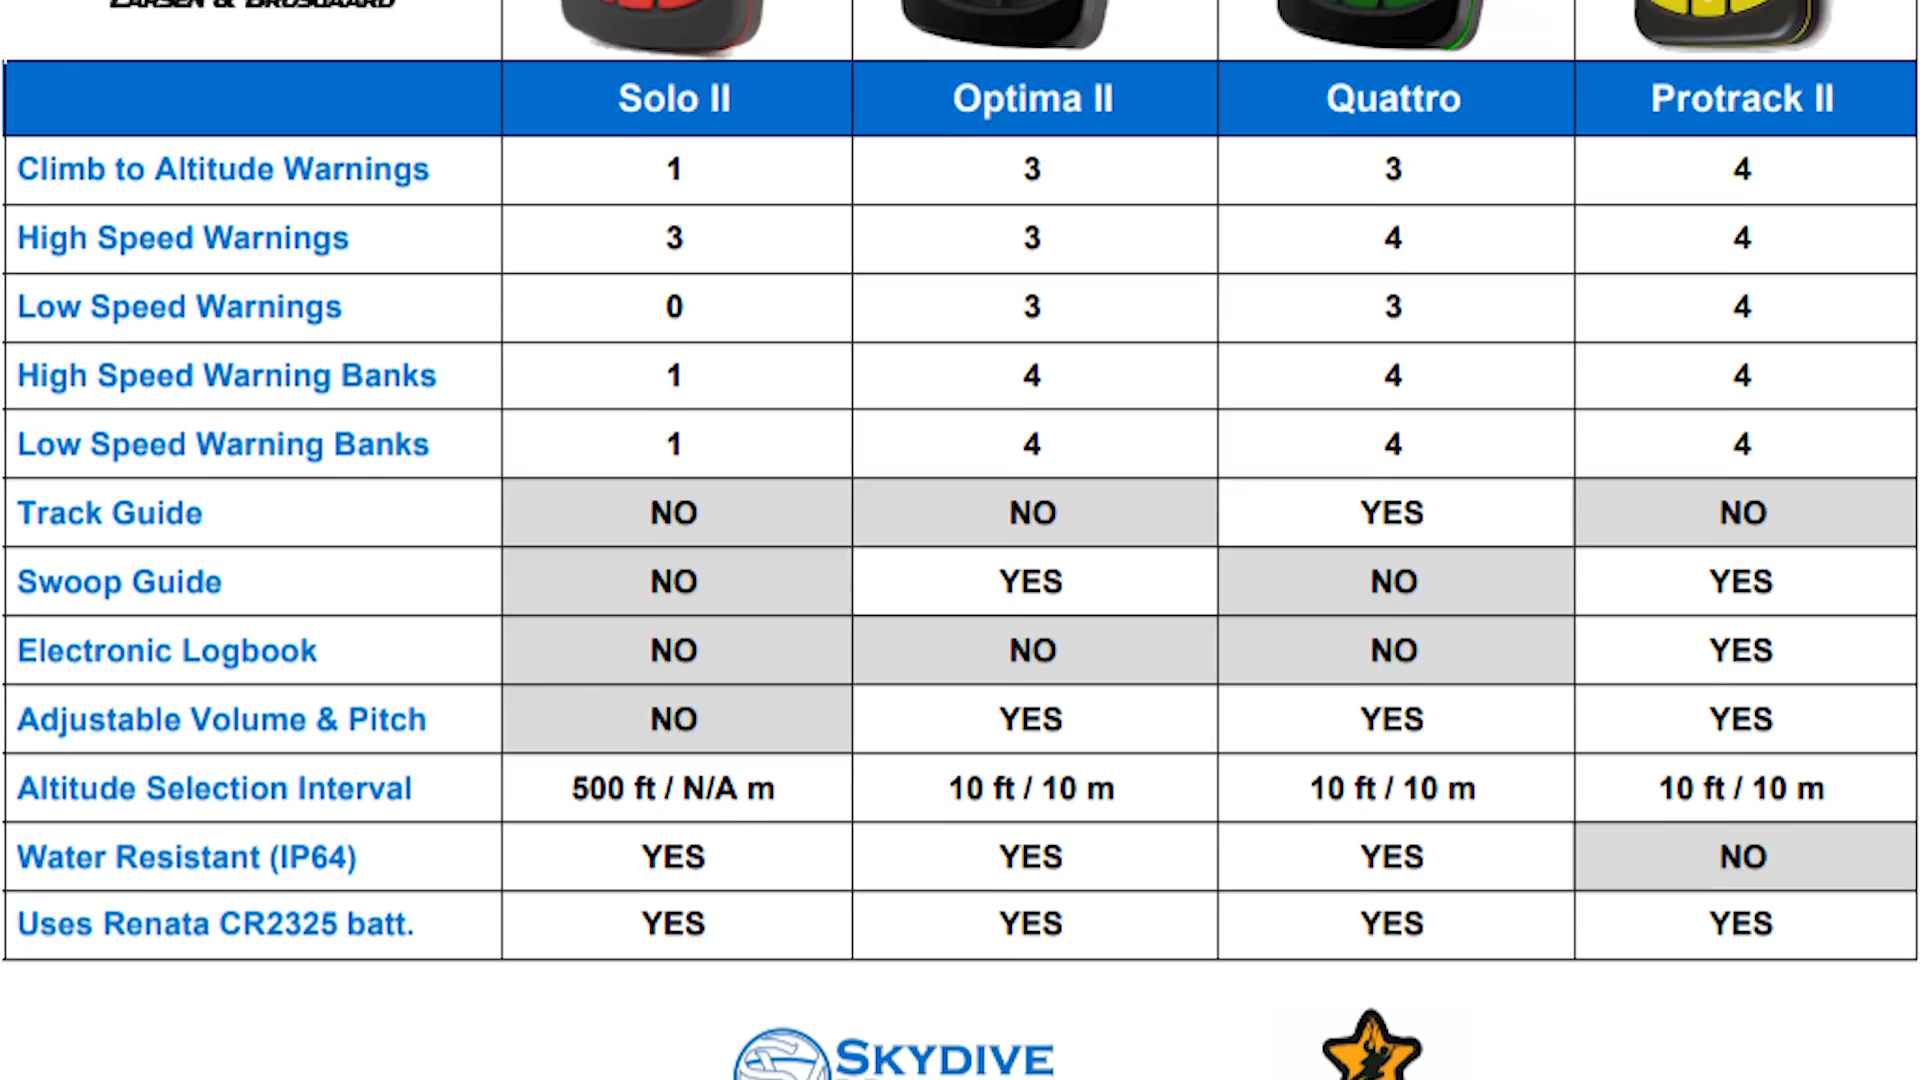 LARSEN & BRUSGAARD
Solo II Optima II Quattro Protrack II
Climb to Altitude Warnings 1 3 3 4
High Speed Warnings 3 3 4 4
Low Speed Warnings 0 3 3 4
High Speed Warning Banks 1 4 4 4
Low Speed Warning Banks 1 4 4 4
Track Guide NO NO YES NO
Swoop Guide NO YES NO YES
Electronic Logbook NO NO NO YES
Adjustable Volume & Pitch NO YES YES YES
Altitude Selection Interval 500 ft / N/A m 10 ft / 10 m 10 ft / 10 m 10 ft / 10 m
Water Resistant (IP64) YES YES YES NO
Uses Renata CR2325 batt. YES YES YES YES
SKYDIVE